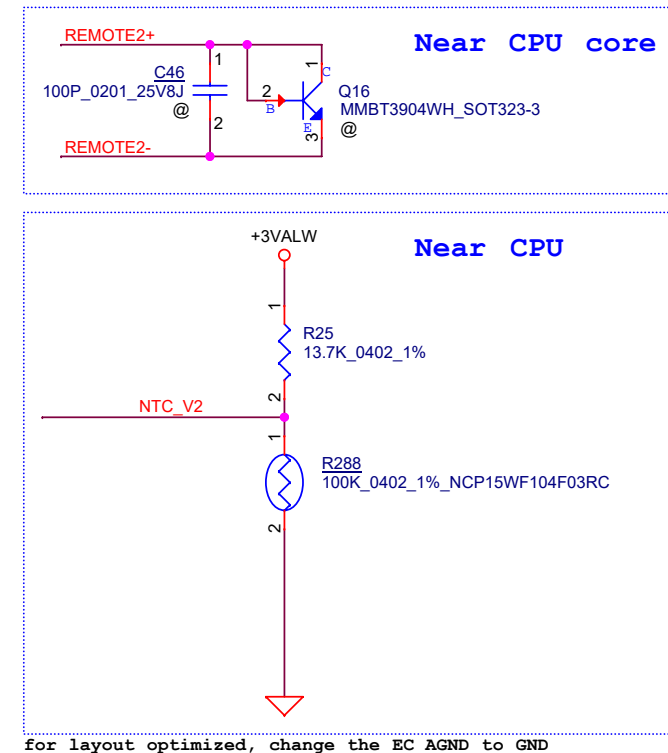 REMOTE2+
Near CPU core
1
C46
100P_0201_25V8J
@
2
1
C
2
B
E
3
Q16
MMBT3904WH_SOT323-3
@
REMOTE2-
+3VALW
Near CPU
1
R25
13.7K_0402_1%
2
NTC_V2
1
R288
100K_0402_1%_NCP15WF104F03RC
2
for layout optimized, change the EC AGND to GND